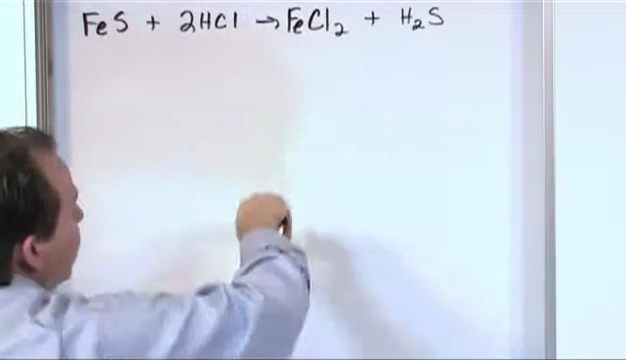 FeS + 2HCl → FeCl₂ + H₂S